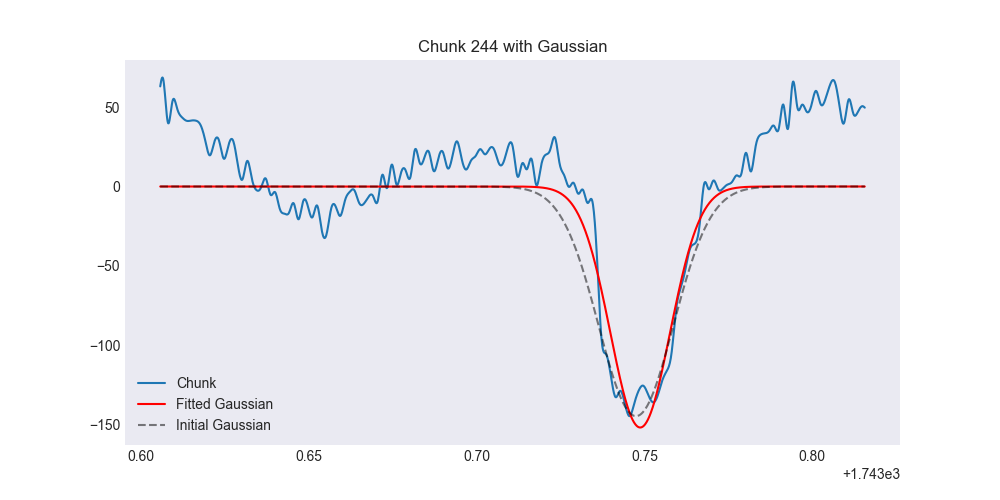 Chunk 244 with Gaussian
50
0
−50
−100
−150
Chunk
Fitted Gaussian
Initial Gaussian
0.60 0.65 0.70 0.75 0.80
+1.743e3